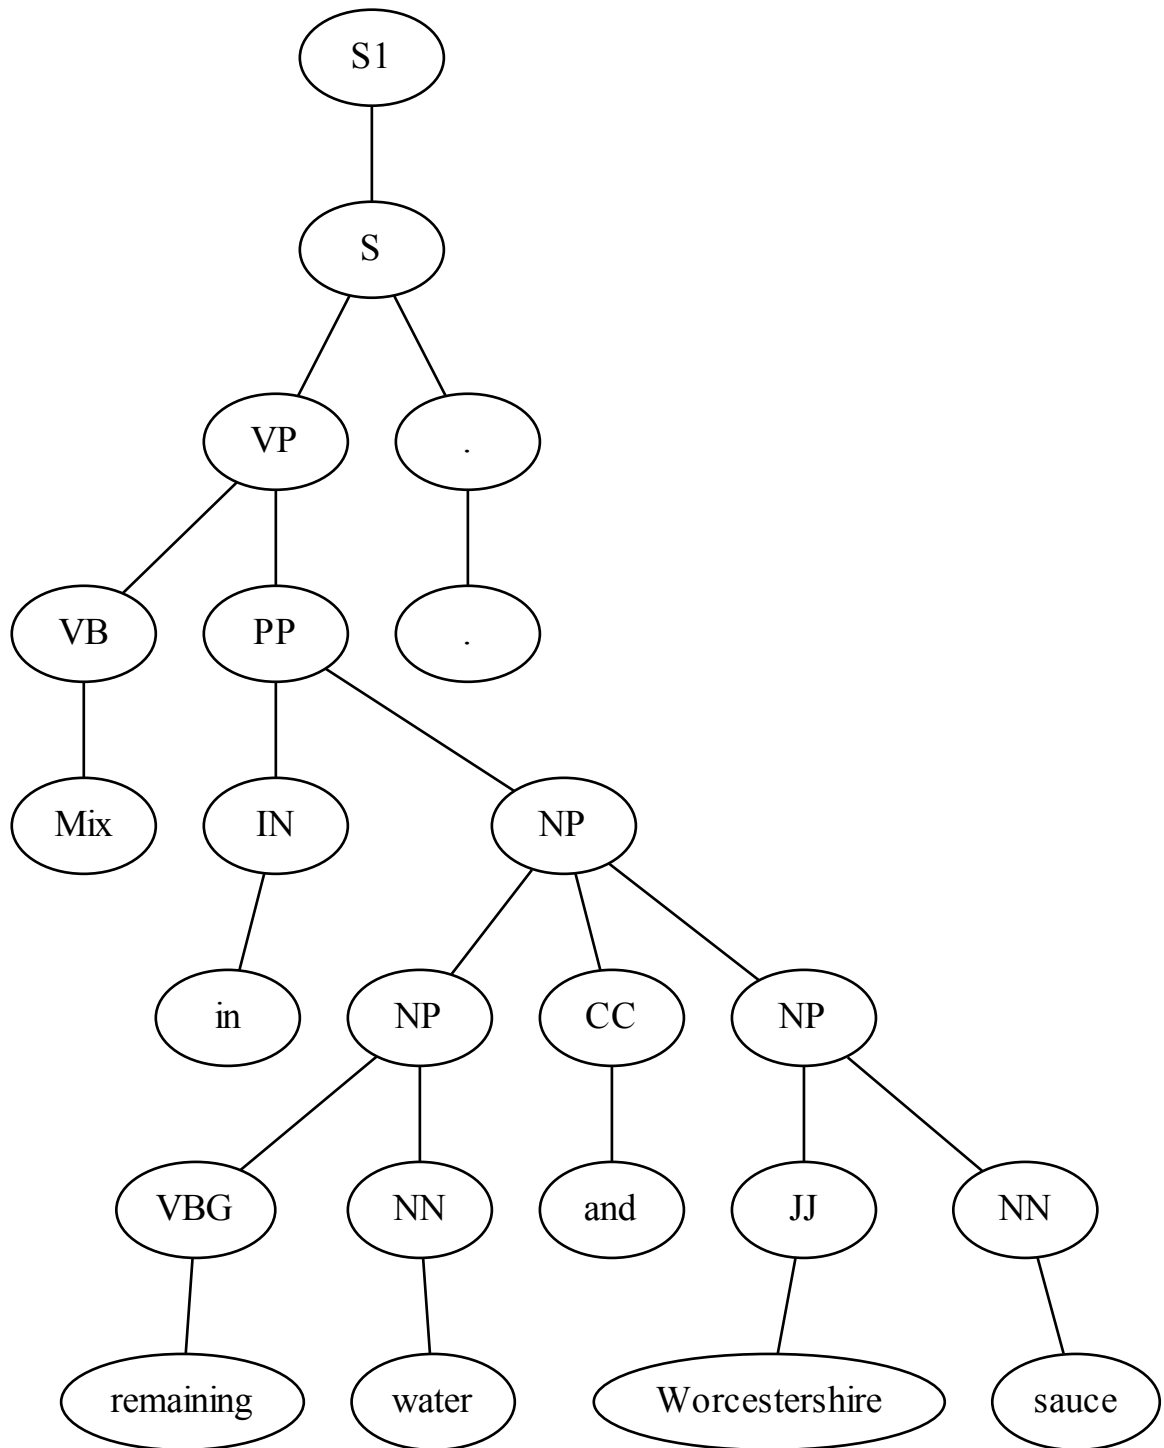 S1
S
VP .
VB PP .
Mix IN NP
in NP CC NP
VBG NN and JJ NN
remaining water Worcestershire sauce